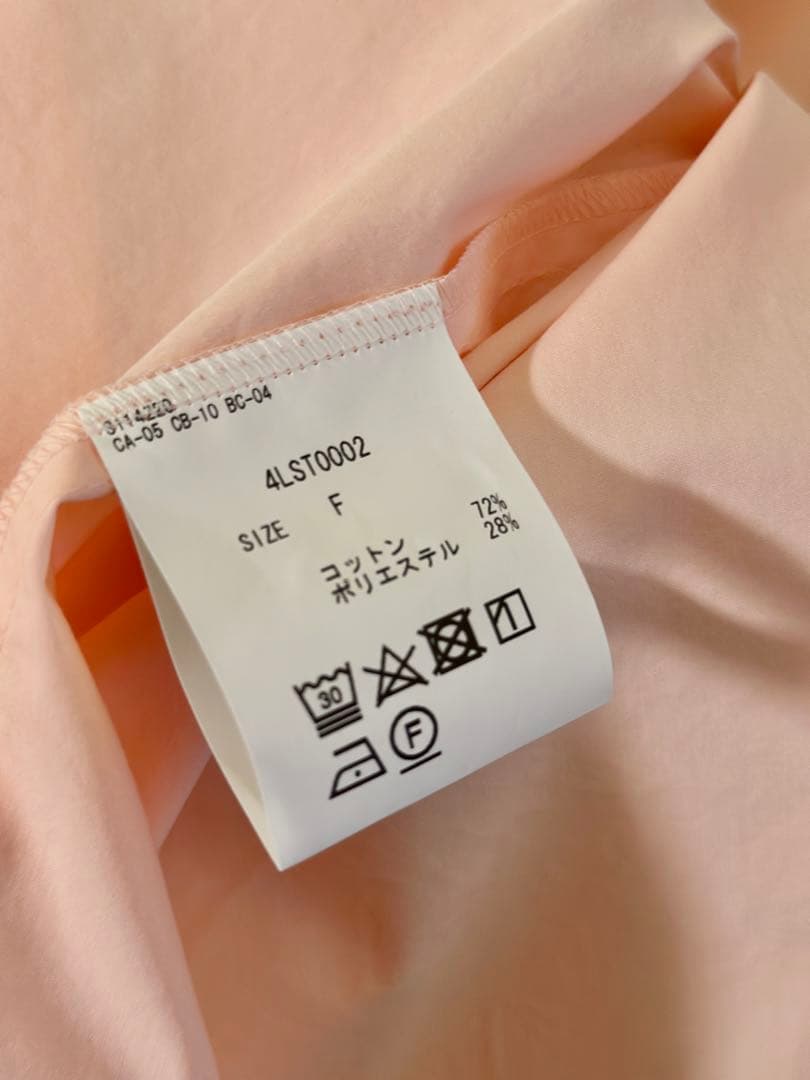 3114220
CA-05 CB-10 BC-04
4LST0002
SIZE F
コットン 72%
ポリエステル 28%
30
F